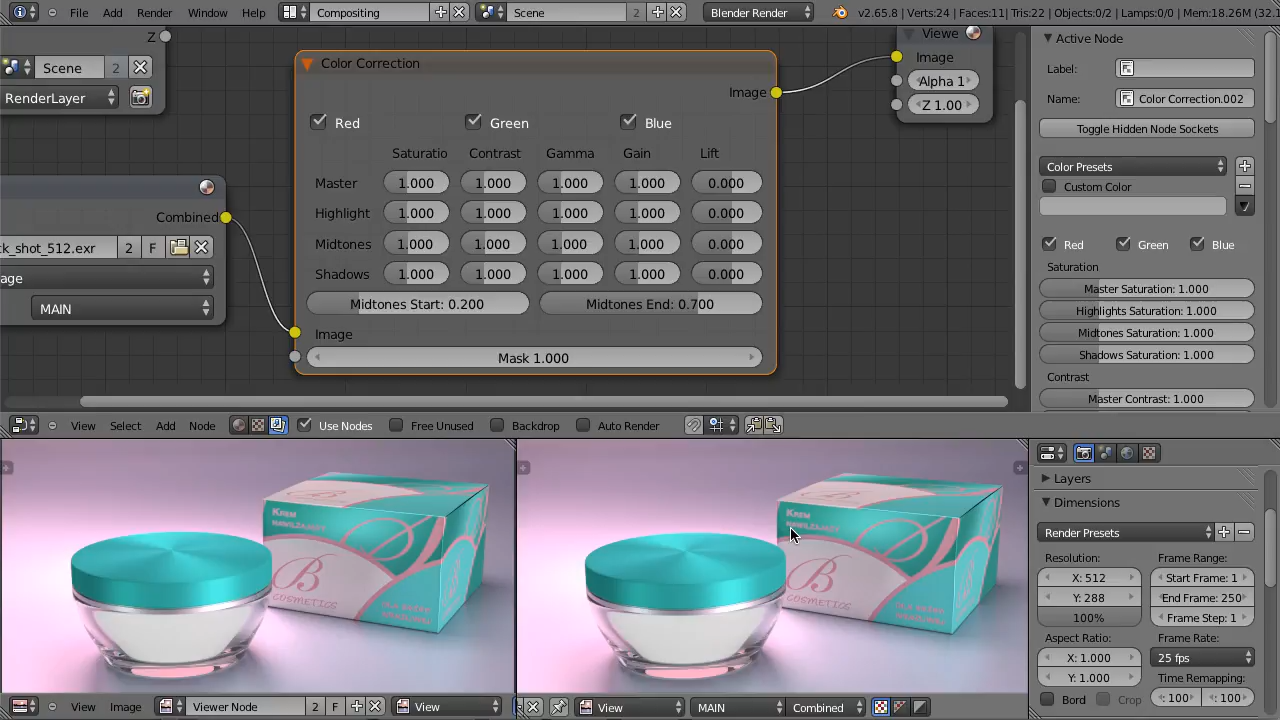 File Add Render Window Help Compositing Scene 2 Blender Render v2.65.8 | Verts:24 | Faces:11| Tris:22 | Objects:0/2 | Lamps:0/0 | Mem:18.26M (32.1
Z
Scene 2
RenderLayer
Color Correction
Image
Red Green Blue
Saturatio Contrast Gamma Gain Lift
Master 1.000 1.000 1.000 1.000 0.000
Highlight 1.000 1.000 1.000 1.000 0.000
Midtones 1.000 1.000 1.000 1.000 0.000
Shadows 1.000 1.000 1.000 1.000 0.000
Midtones Start: 0.200 Midtones End: 0.700
Image
Mask 1.000
Combined
ck_shot_512.exr 2 F
age
MAIN
Viewe
Image
Alpha 1
Z 1.00
Active Node
Label:
Name: Color Correction.002
Toggle Hidden Node Sockets
Color Presets
Custom Color
Red Green Blue
Saturation
Master Saturation: 1.000
Highlights Saturation: 1.000
Midtones Saturation: 1.000
Shadows Saturation: 1.000
Contrast
Master Contrast: 1.000
View Select Add Node Use Nodes Free Unused Backdrop Auto Render
KREM
NAWILŻAJĄCY
B
COSMETICS
KREM
NAWILŻAJĄCY
B
COSMETICS
Layers
Dimensions
Render Presets
Resolution: Frame Range:
X: 512 Start Frame: 1
Y: 288 End Frame: 250
100% Frame Step: 1
Aspect Ratio: Frame Rate:
X: 1.000 25 fps
Y: 1.000 Time Remapping:
Bord Crop : 100 : 100
View Image Viewer Node 2 F View
View MAIN Combined